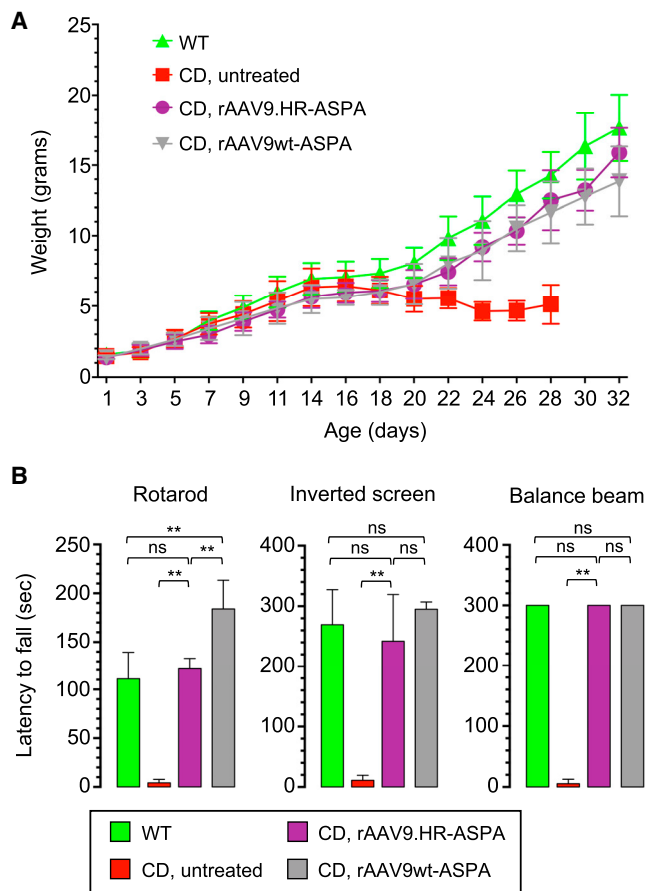 A
25
20
15
10
5
0
Weight (grams)
WT
CD, untreated
CD, rAAV9.HR-ASPA
CD, rAAV9wt-ASPA
1 3 5 7 9 11 14 16 18 20 22 24 26 28 30 32
Age (days)
B
Rotarod
Inverted screen
Balance beam
Latency to fall (sec)
250
200
150
100
50
0
**
ns
**
**
400
300
200
100
0
ns
ns
ns
**
400
300
200
100
0
ns
ns
ns
**
WT
CD, rAAV9.HR-ASPA
CD, untreated
CD, rAAV9wt-ASPA